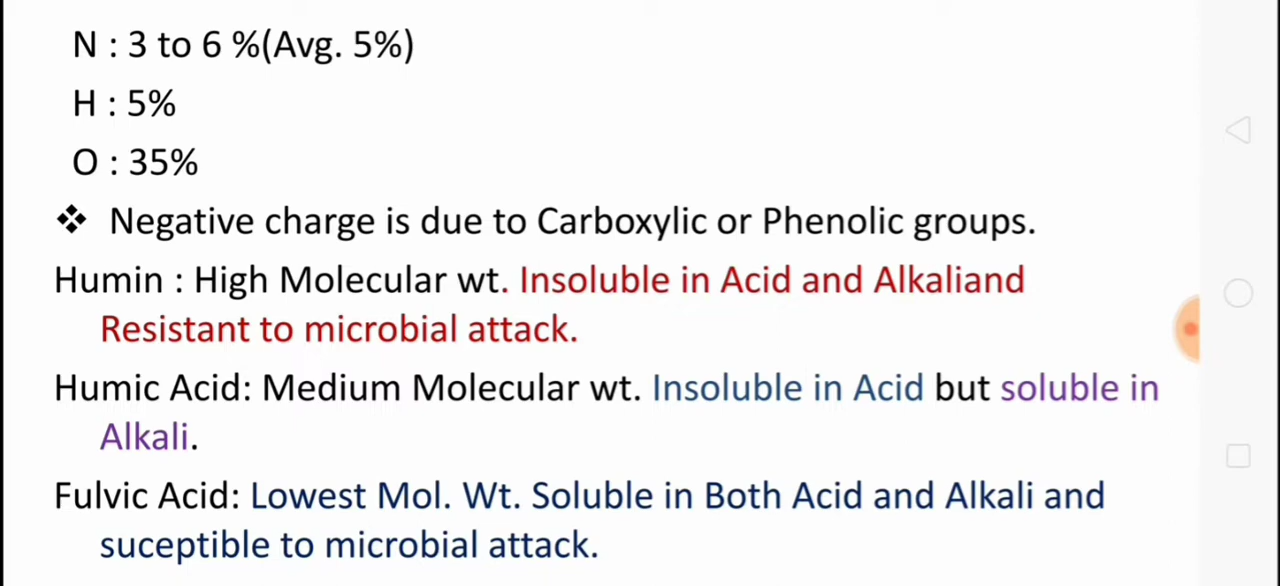 N : 3 to 6 %(Avg. 5%)
H : 5%
O : 35%
❖ Negative charge is due to Carboxylic or Phenolic groups.
Humin : High Molecular wt. Insoluble in Acid and Alkaliand
Resistant to microbial attack.
Humic Acid: Medium Molecular wt. Insoluble in Acid but soluble in
Alkali.
Fulvic Acid: Lowest Mol. Wt. Soluble in Both Acid and Alkali and
suceptible to microbial attack.